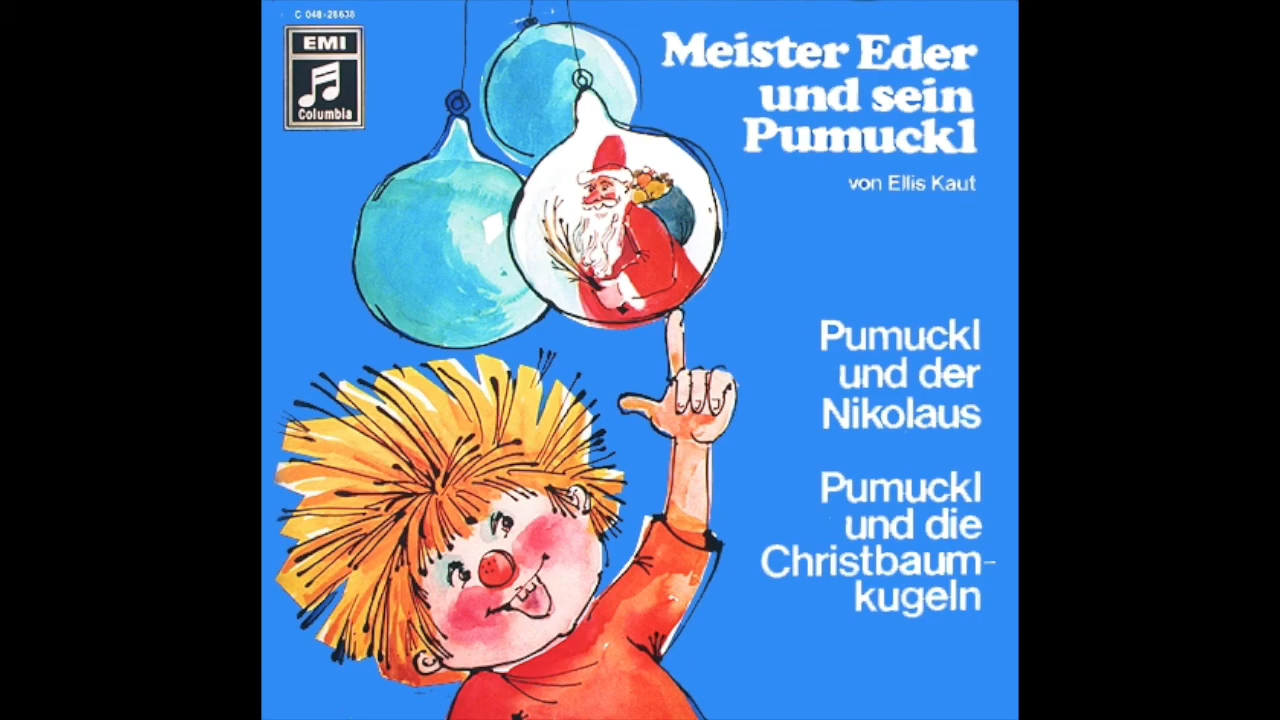 C 048-28638
EMI
Columbia
Meister Eder
und sein
Pumuckl
von Ellis Kaut
Pumuckl
und der
Nikolaus
Pumuckl
und die
Christbaum-
kugeln